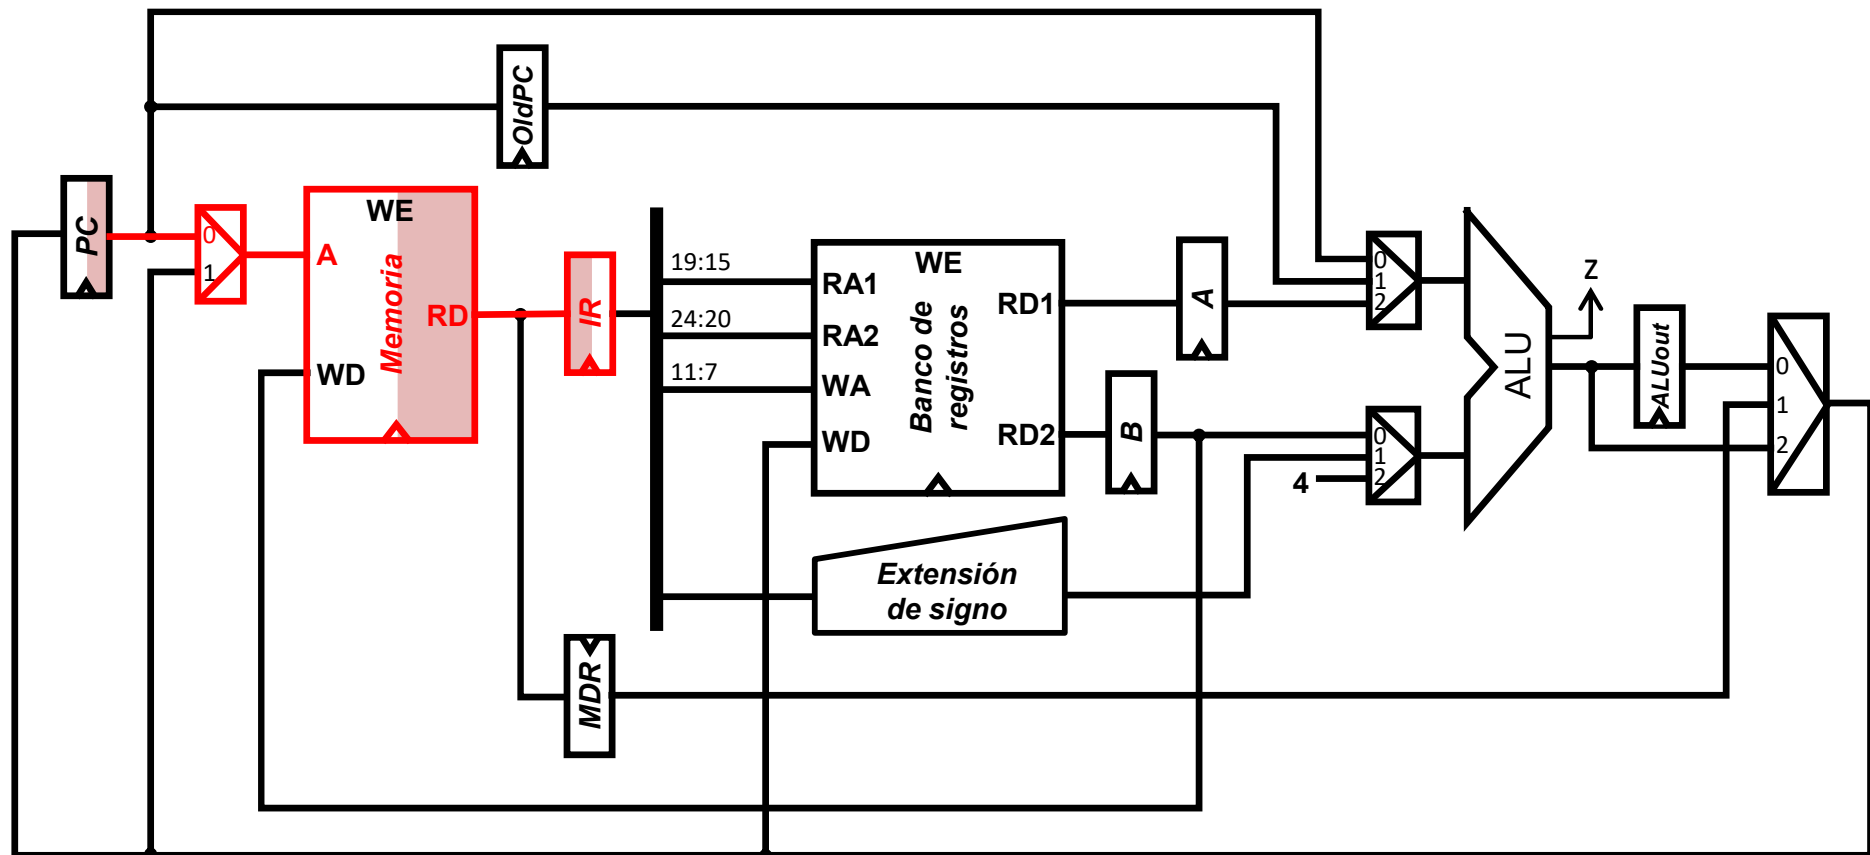 OldPC
PC
0
1
WE
A
Memoria
RD
WD
IR
19:15
24:20
11:7
WE
RA1
RA2
WA
WD
Banco de
registros
RD1
RD2
A
B
Extensión
de signo
MDR
0
1
2
0
1
2
4
ALU
Z
ALUout
0
1
2